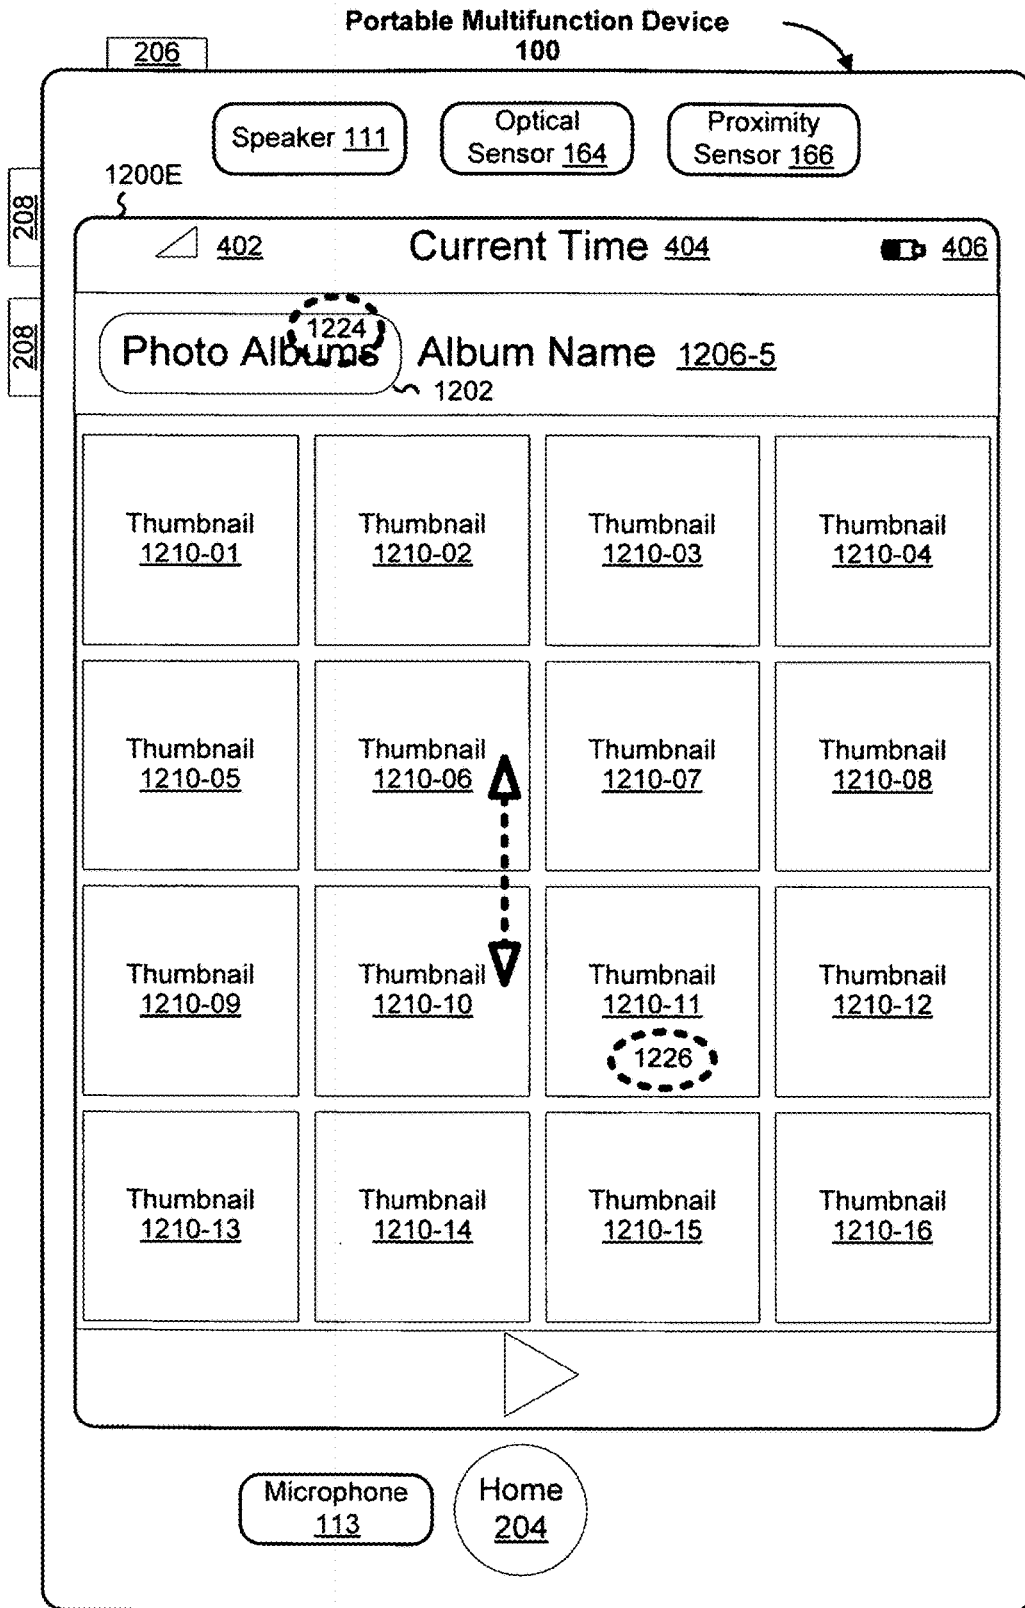 Portable Multifunction Device
100
206
Speaker 111
Optical
Sensor 164
Proximity
Sensor 166
1200E
208
208
402
Current Time 404
406
1224
Photo Albums
Album Name 1206-5
1202
Thumbnail
1210-01
Thumbnail
1210-02
Thumbnail
1210-03
Thumbnail
1210-04
Thumbnail
1210-05
Thumbnail
1210-06
Thumbnail
1210-07
Thumbnail
1210-08
Thumbnail
1210-09
Thumbnail
1210-10
Thumbnail
1210-11
1226
Thumbnail
1210-12
Thumbnail
1210-13
Thumbnail
1210-14
Thumbnail
1210-15
Thumbnail
1210-16
Microphone
113
Home
204